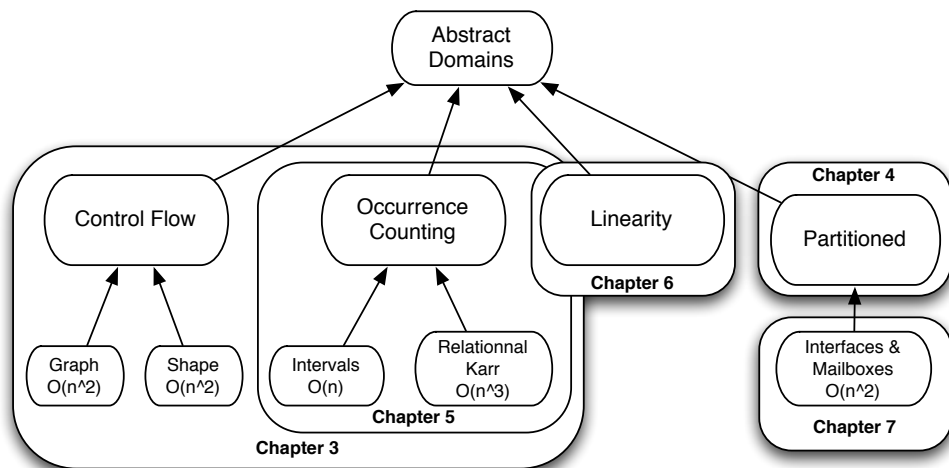 Abstract
Domains
Control Flow
Occurrence
Counting
Linearity
Chapter 4
Partitioned
Chapter 6
Graph
O(n^2)
Shape
O(n^2)
Intervals
O(n)
Relationnal
Karr
O(n^3)
Interfaces &
Mailboxes
O(n^2)
Chapter 5
Chapter 3
Chapter 7